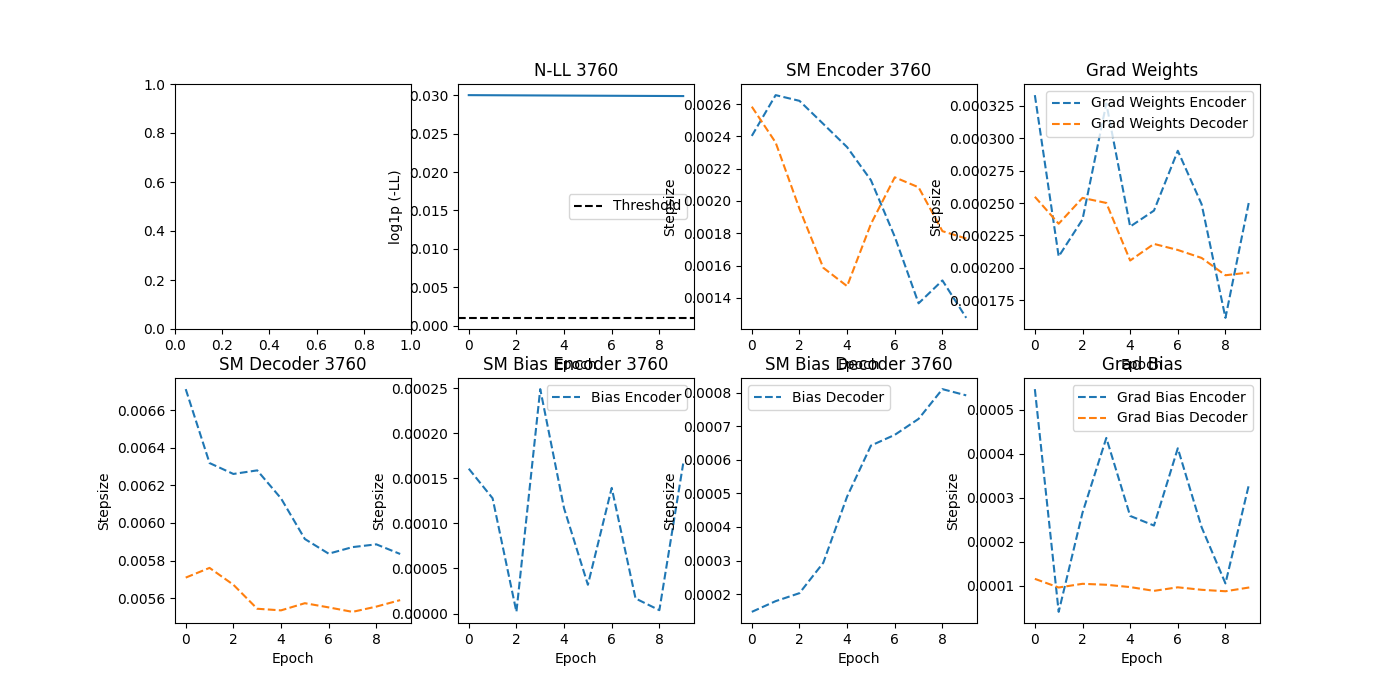 N-LL 3760
SM Encoder 3760
Grad Weights
1.0
0.8
0.6
0.4
0.2
0.0
0.0 0.2 0.4 0.6 0.8 1.0
log1p (-LL)
0.030
0.025
0.020
0.015
0.010
0.005
0.000
Threshold
0 2 4 6 8
Epoch
Stepsize
0.0026
0.0024
0.0022
0.0020
0.0018
0.0016
0.0014
0 2 4 6 8
Epoch
Stepsize
0.000325
0.000300
0.000275
0.000250
0.000225
0.000200
0.000175
Grad Weights Encoder
Grad Weights Decoder
0 2 4 6 8
Epoch
SM Decoder 3760
SM Bias Encoder 3760
SM Bias Decoder 3760
Grad Bias
Stepsize
0.0066
0.0064
0.0062
0.0060
0.0058
0.0056
0 2 4 6 8
Epoch
Stepsize
0.00025
0.00020
0.00015
0.00010
0.00005
0.00000
Bias Encoder
0 2 4 6 8
Epoch
Stepsize
0.0008
0.0007
0.0006
0.0005
0.0004
0.0003
0.0002
Bias Decoder
0 2 4 6 8
Epoch
Stepsize
0.0005
0.0004
0.0003
0.0002
0.0001
Grad Bias Encoder
Grad Bias Decoder
0 2 4 6 8
Epoch